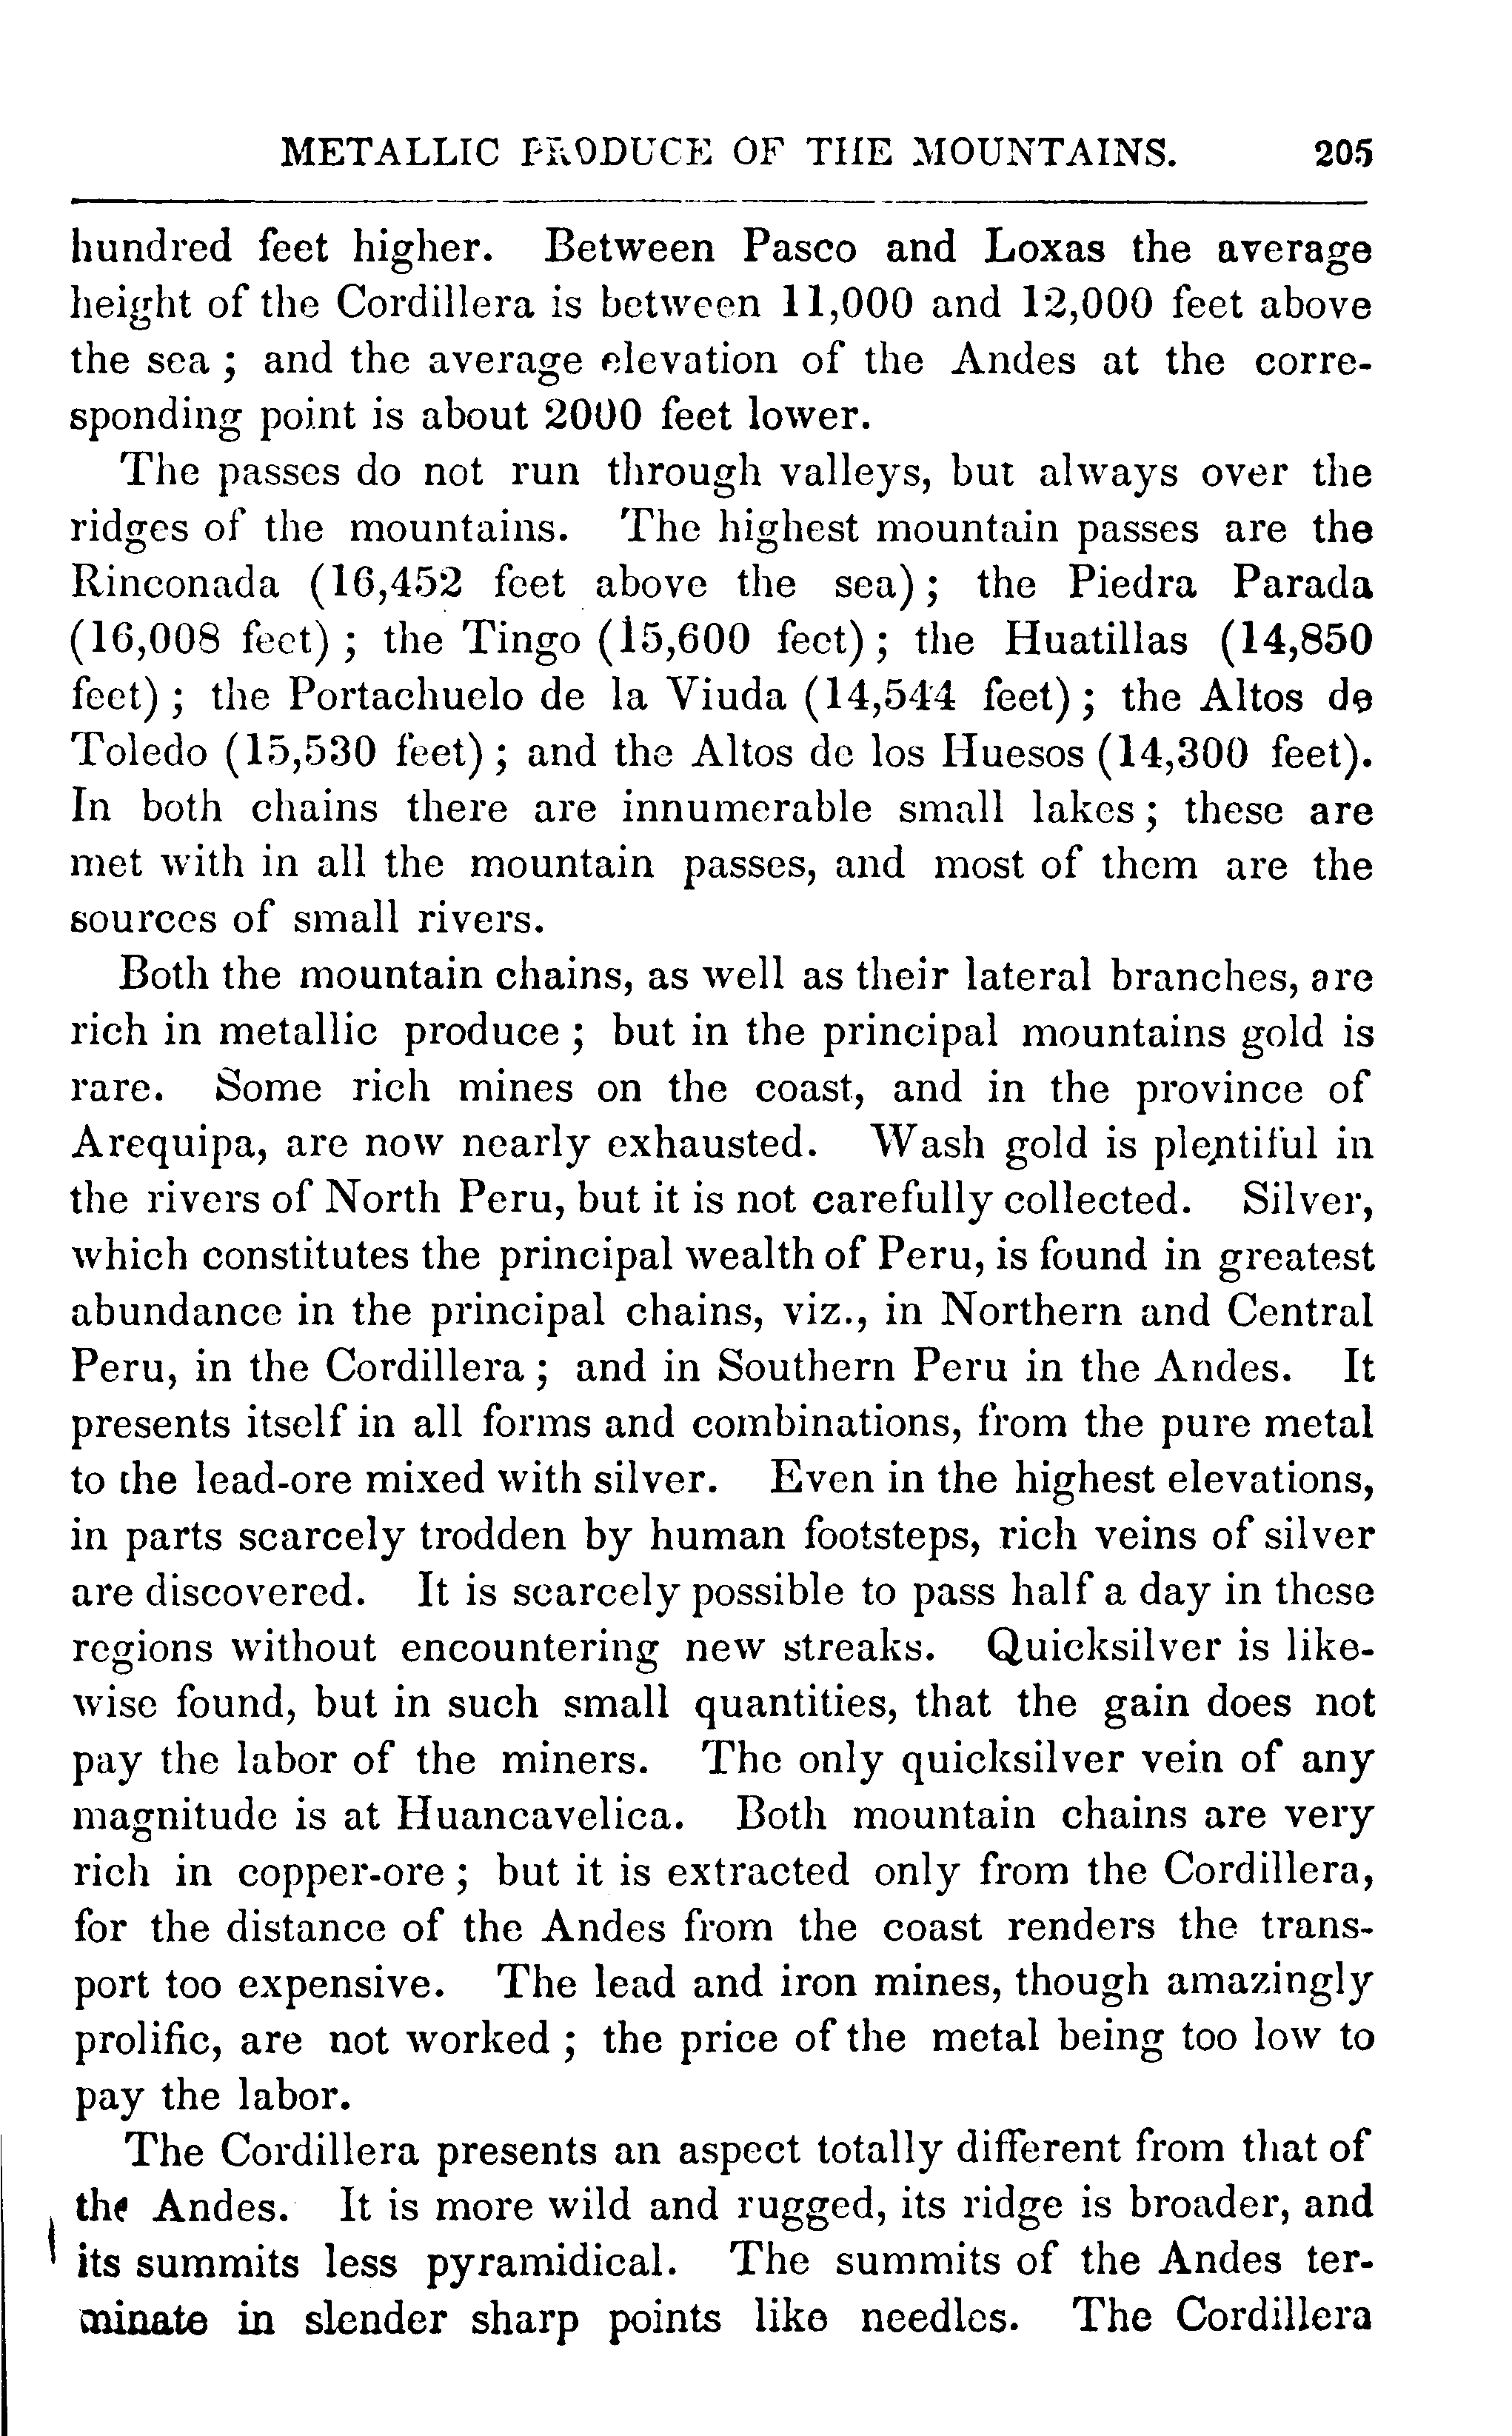 METALLIC PRODUCE OF THE MOUNTAINS. 205
hundred feet higher. Between Pasco and Loxas the average
height of the Cordillera is between 11,000 and 12,000 feet above
the sea ; and the average elevation of the Andes at the corre-
sponding point is about 2000 feet lower.
The passes do not run through valleys, but always over the
ridges of the mountains. The highest mountain passes are the
Rinconada (16,452 feet above the sea) ; the Piedra Parada
(16,008 feet) ; the Tingo (15,600 feet) ; the Huatillas (14,850
feet) ; the Portachuelo de la Viuda (14,544 feet) ; the Altos de
Toledo (15,530 feet) ; and the Altos de los Huesos (14,300 feet).
In both chains there are innumerable small lakes ; these are
met with in all the mountain passes, and most of them are the
sources of small rivers.
Both the mountain chains, as well as their lateral branches, are
rich in metallic produce ; but in the principal mountains gold is
rare. Some rich mines on the coast, and in the province of
Arequipa, are now nearly exhausted. Wash gold is plentiful in
the rivers of North Peru, but it is not carefully collected. Silver,
which constitutes the principal wealth of Peru, is found in greatest
abundance in the principal chains, viz., in Northern and Central
Peru, in the Cordillera ; and in Southern Peru in the Andes. It
presents itself in all forms and combinations, from the pure metal
to the lead-ore mixed with silver. Even in the highest elevations,
in parts scarcely trodden by human footsteps, rich veins of silver
are discovered. It is scarcely possible to pass half a day in these
regions without encountering new streaks. Quicksilver is like-
wise found, but in such small quantities, that the gain does not
pay the labor of the miners. The only quicksilver vein of any
magnitude is at Huancavelica. Both mountain chains are very
rich in copper-ore ; but it is extracted only from the Cordillera,
for the distance of the Andes from the coast renders the trans-
port too expensive. The lead and iron mines, though amazingly
prolific, are not worked ; the price of the metal being too low to
pay the labor.
The Cordillera presents an aspect totally different from that of
the Andes. It is more wild and rugged, its ridge is broader, and
its summits less pyramidical. The summits of the Andes ter-
minate in slender sharp points like needles. The Cordillera